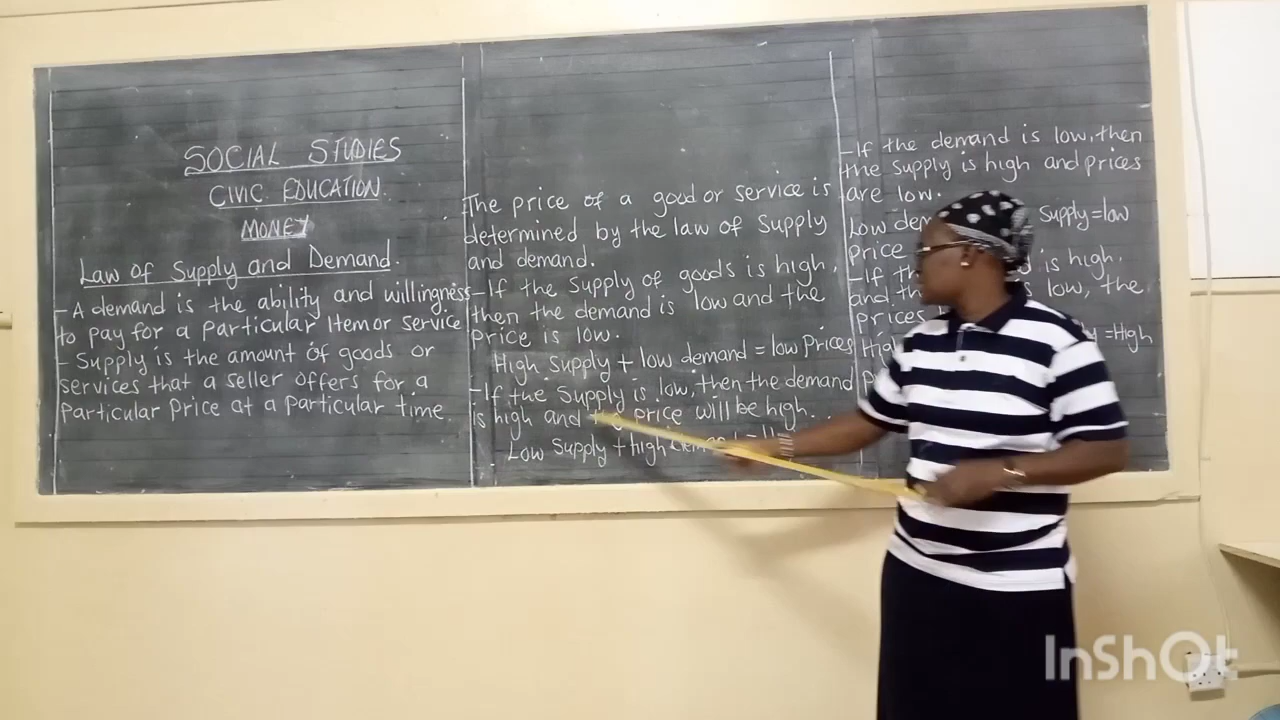 SOCIAL STUDIES
CIVIC EDUCATION
MONEY
Law of Supply and Demand.
- A demand is the ability and willingness
to pay for a particular Item or service
- Supply is the amount of goods or
services that a seller offers for a
particular price at a particular time
The price of a good or service is
determined by the law of Supply
and demand.
- If the Supply of goods is high,
then the demand is low and the
price is low.
High Supply + low demand = low Prices
- If the Supply is low, then the demand
is high and price will be high.
Low Supply + high
- If the demand is low, then
the supply is high and prices
are low.
Low Supply = low
price
- If is high.
and low, the
prices
= High
InShOt